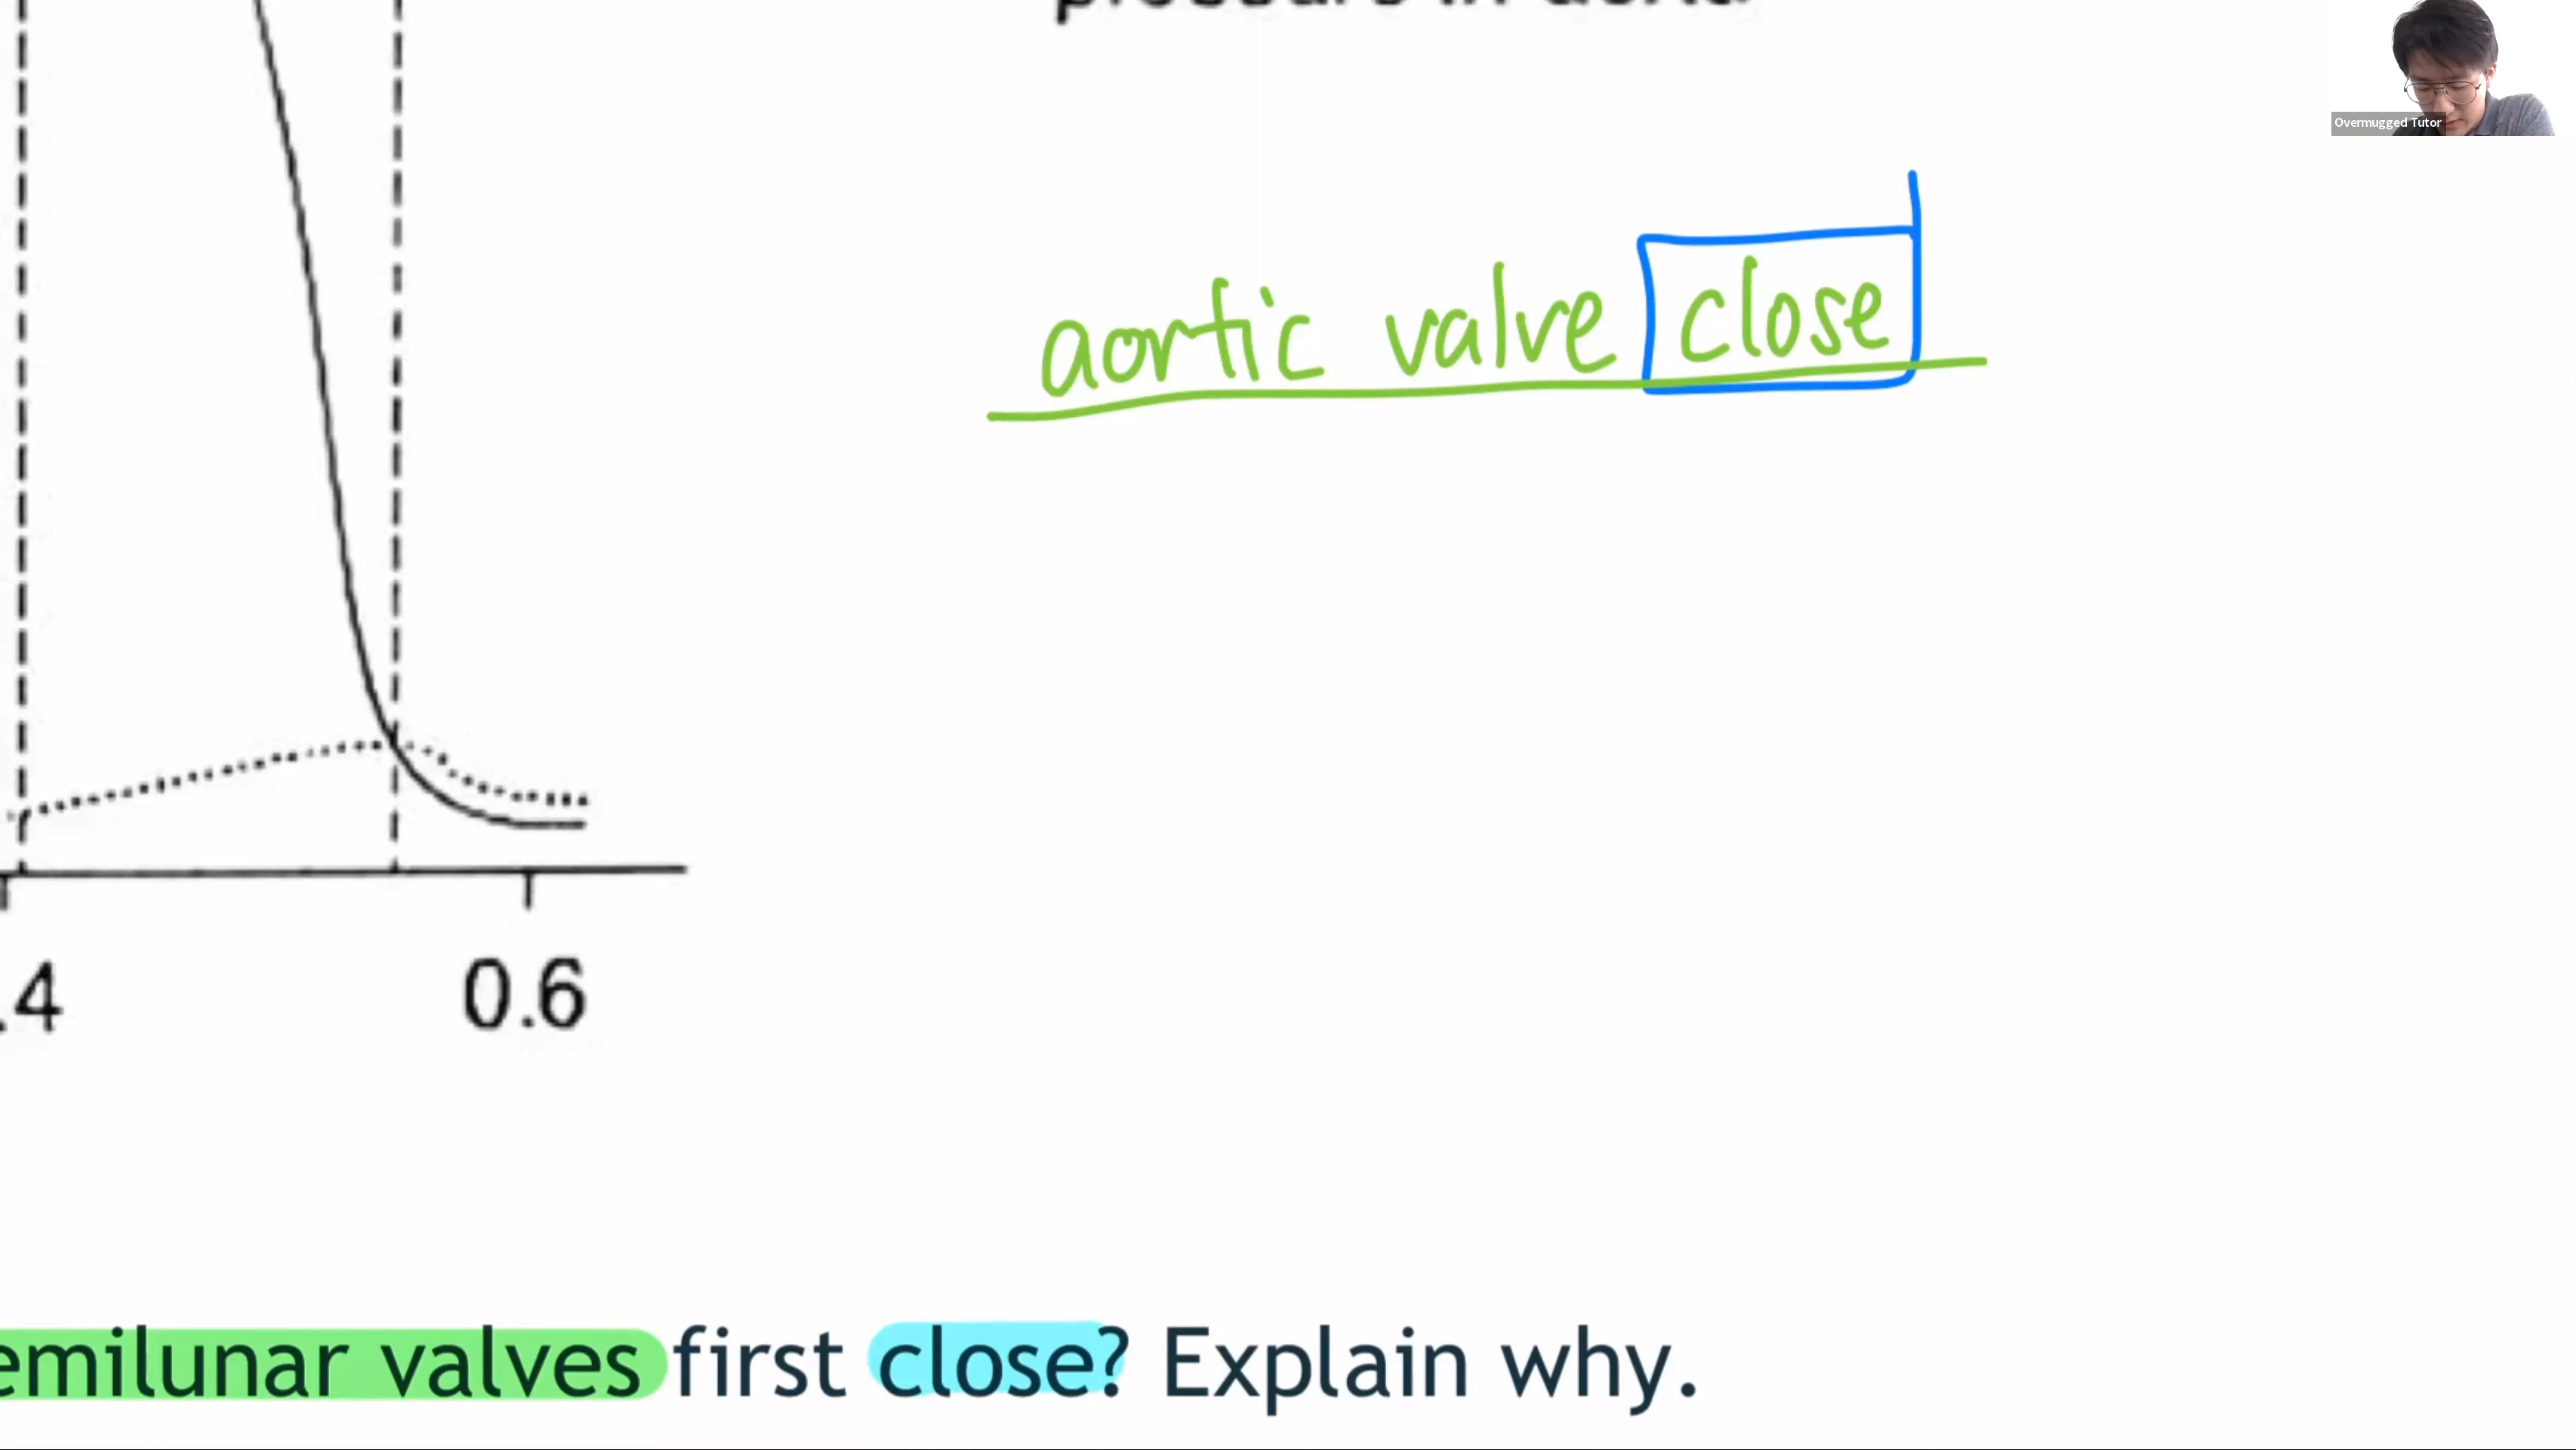 Overmugged Tutor
aortic valve close
.4
0.6
emilunar valves first close? Explain why.